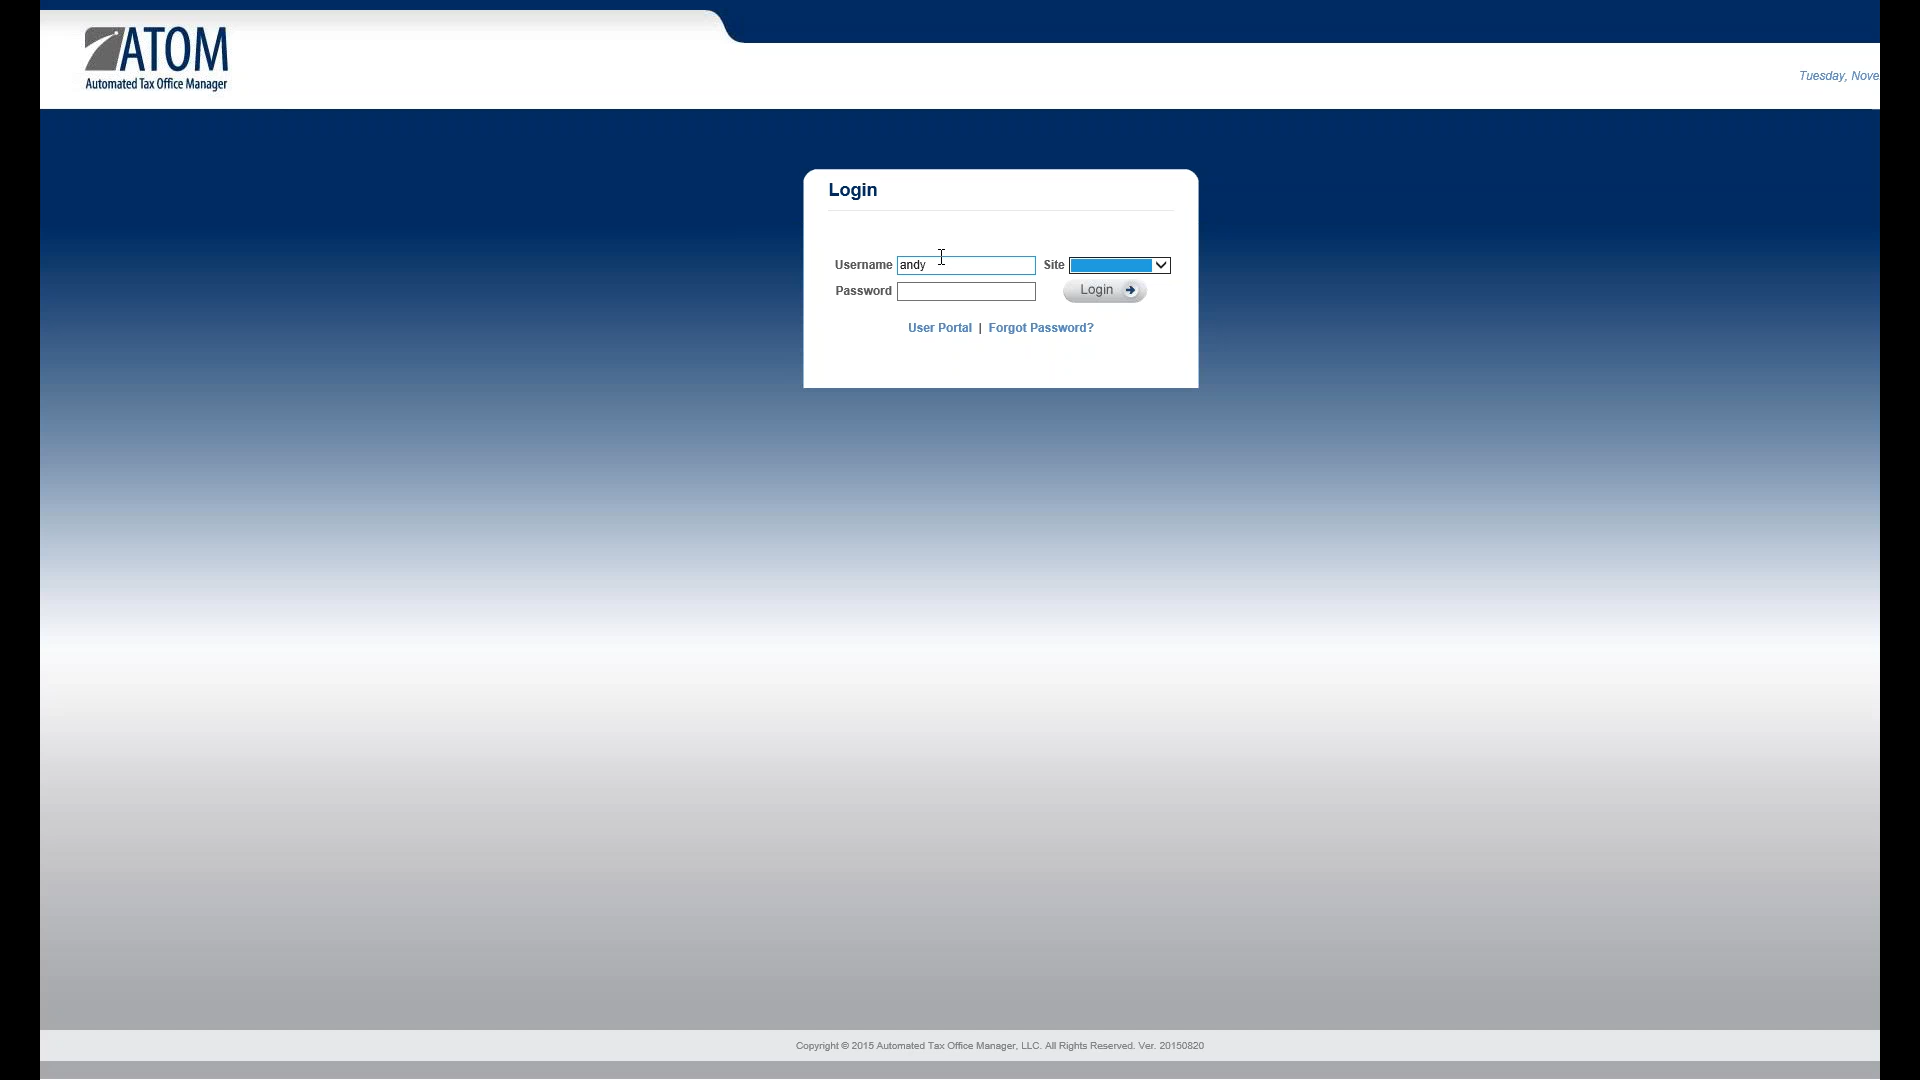 ATOM
Automated Tax Office Manager
Tuesday, Nove
Login
Username andy Site
Password Login
User Portal | Forgot Password?
Copyright © 2015 Automated Tax Office Manager, LLC. All Rights Reserved. Ver. 20150820